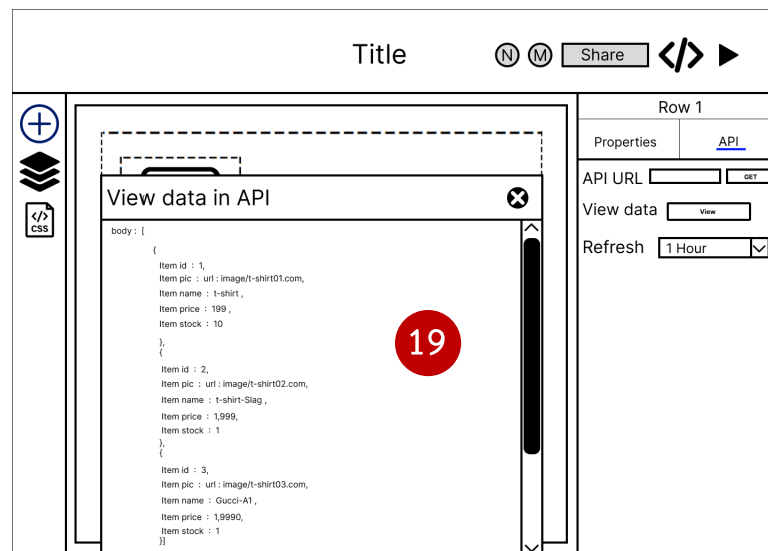 Title
N
M
Share
</>
Row 1
Properties
API
</>
CSS
API URL
GET
View data
View
Refresh
1 Hour
View data in API
body : [
{
Item id : 1,
Item pic : url : image/t-shirt01.com,
Item name : t-shirt ,
Item price : 199 ,
Item stock : 10
},
{
Item id : 2,
Item pic : url : image/t-shirt02.com,
Item name : t-shirt-Slag ,
Item price : 1,999,
Item stock : 1
},
{
Item id : 3,
Item pic : url : image/t-shirt03.com,
Item name : Gucci-A1 ,
Item price : 1,9990,
Item stock : 1
}]
19